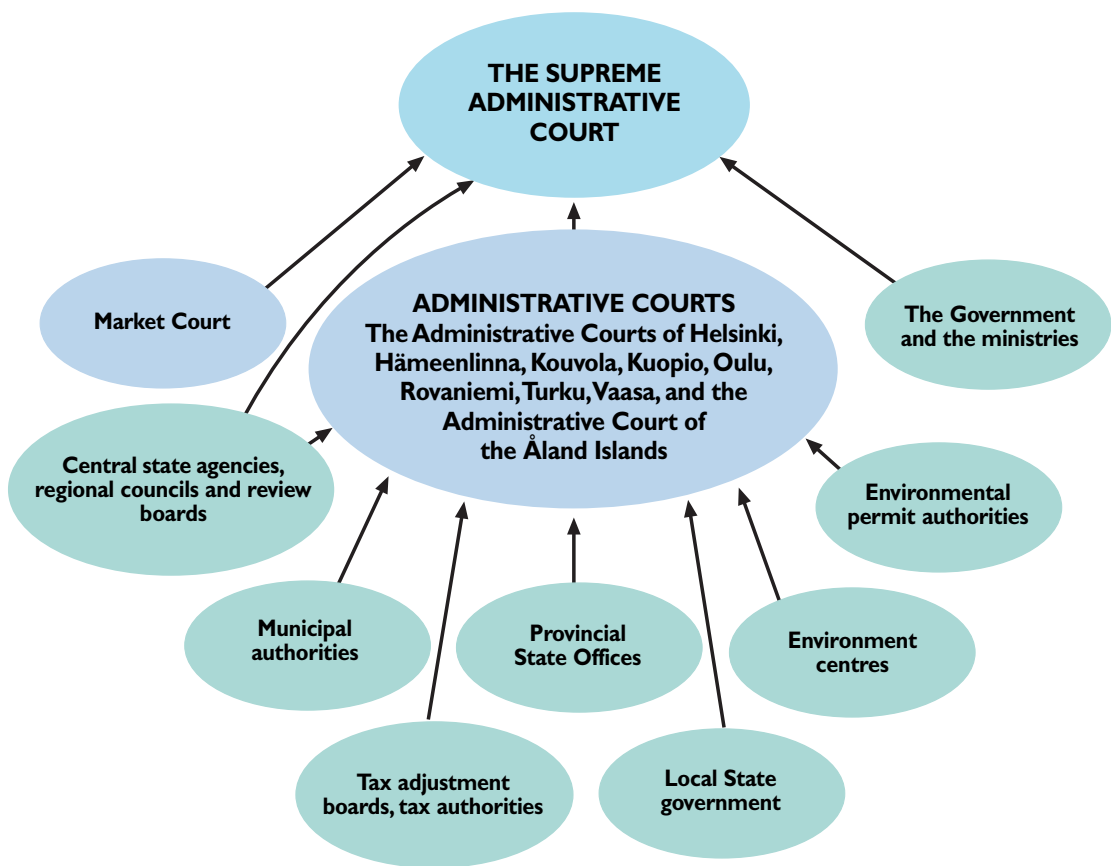 THE SUPREME
ADMINISTRATIVE
COURT
Market Court
ADMINISTRATIVE COURTS
The Administrative Courts of Helsinki,
Hämeenlinna, Kouvola, Kuopio, Oulu,
Rovaniemi, Turku, Vaasa, and the
Administrative Court of
the Åland Islands
The Government
and the ministries
Central state agencies,
regional councils and review
boards
Environmental
permit authorities
Municipal
authorities
Provincial
State Offices
Environment
centres
Tax adjustment
boards, tax authorities
Local State
government